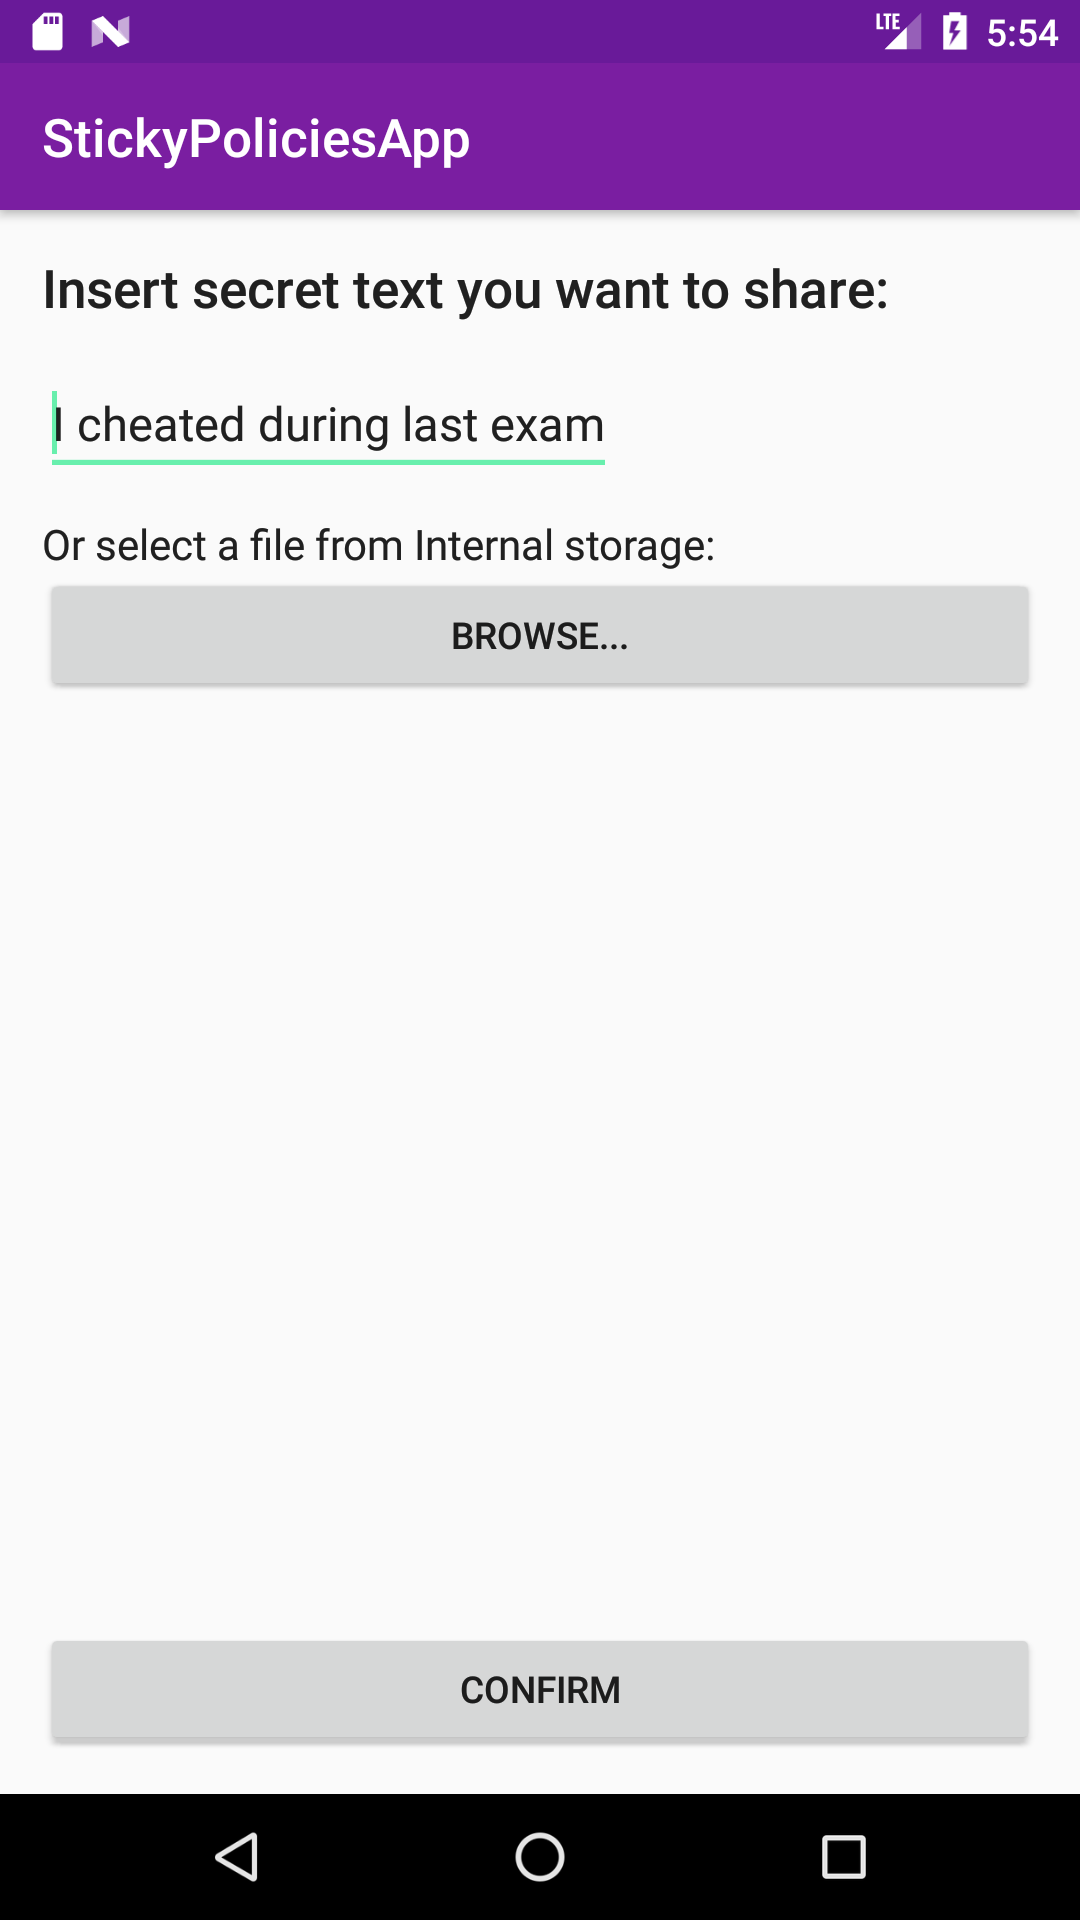 LTE 5:54
StickyPoliciesApp
Insert secret text you want to share:
I cheated during last exam
Or select a file from Internal storage:
BROWSE...
CONFIRM